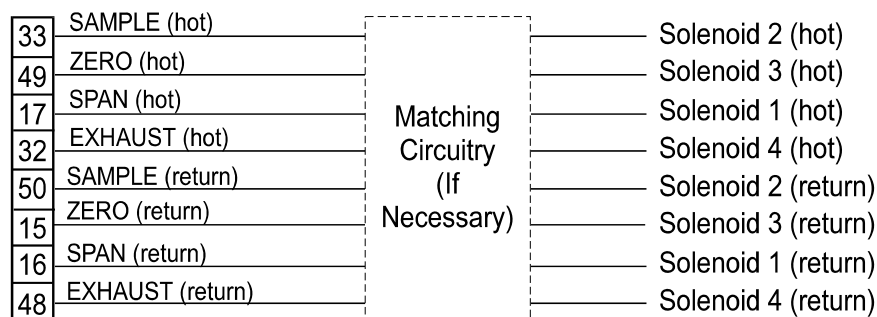 33 SAMPLE (hot) Solenoid 2 (hot)
49 ZERO (hot) Solenoid 3 (hot)
17 SPAN (hot) Solenoid 1 (hot)
32 EXHAUST (hot) Solenoid 4 (hot)
50 SAMPLE (return) Solenoid 2 (return)
15 ZERO (return) Solenoid 3 (return)
16 SPAN (return) Solenoid 1 (return)
48 EXHAUST (return) Solenoid 4 (return)
Matching
Circuitry
(If
Necessary)